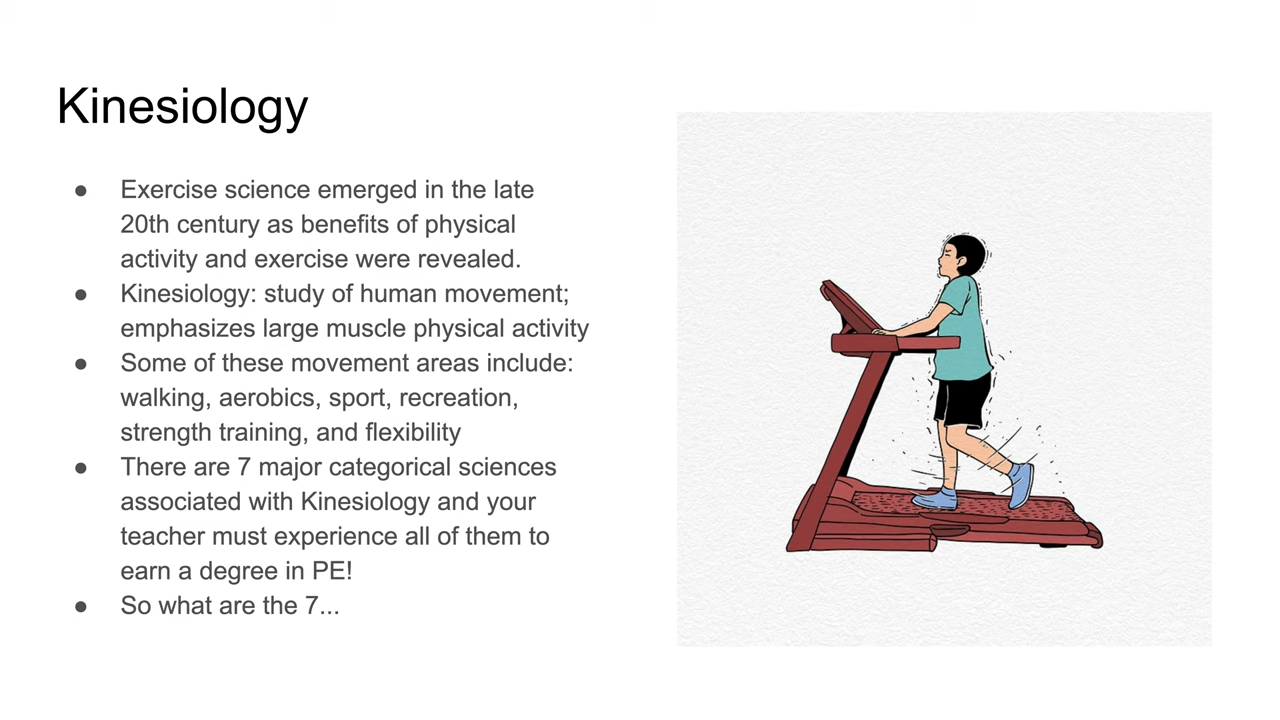 Kinesiology
● Exercise science emerged in the late
20th century as benefits of physical
activity and exercise were revealed.
● Kinesiology: study of human movement;
emphasizes large muscle physical activity
● Some of these movement areas include:
walking, aerobics, sport, recreation,
strength training, and flexibility
● There are 7 major categorical sciences
associated with Kinesiology and your
teacher must experience all of them to
earn a degree in PE!
● So what are the 7...